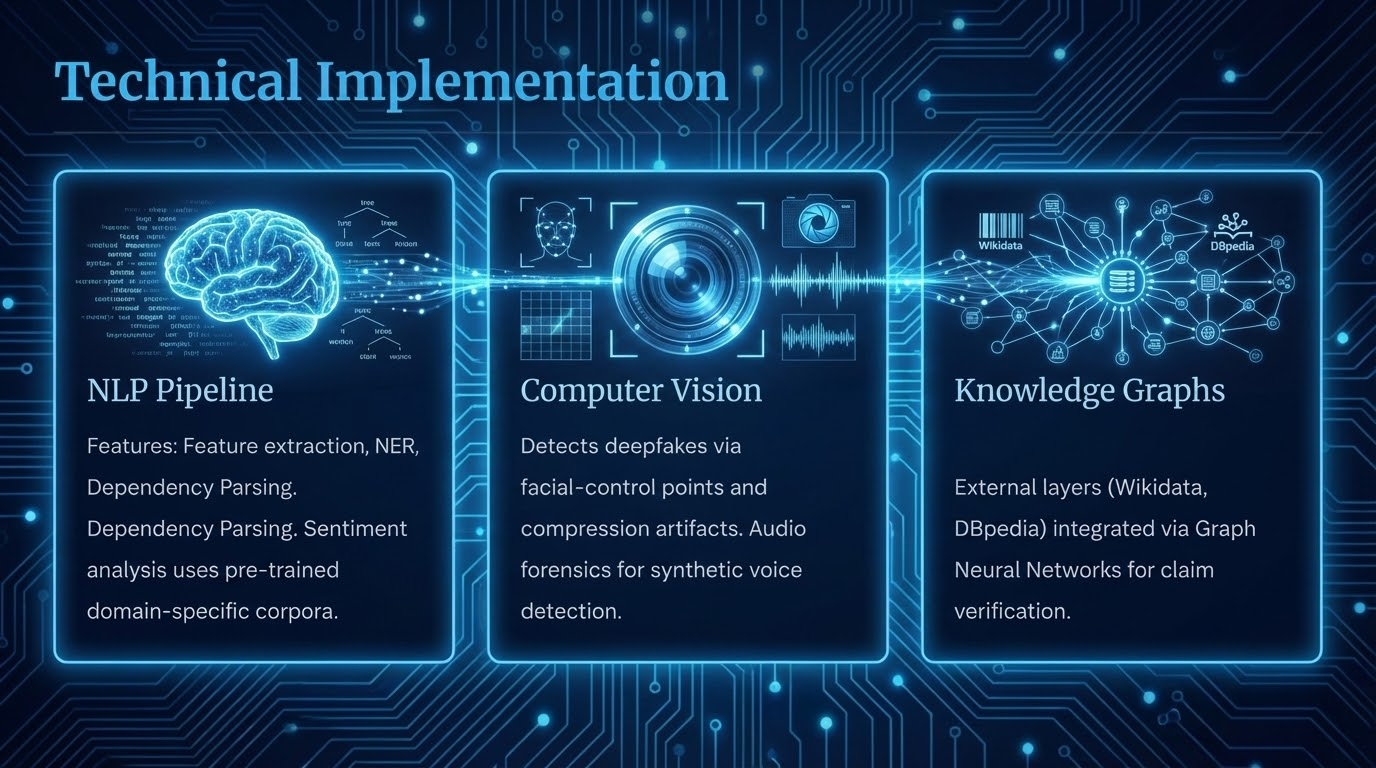 Technical Implementation
WIkidata
DBpedia
NLP Pipeline
Features: Feature extraction, NER,
Dependency Parsing.
Dependency Parsing. Sentiment
analysis uses pre-trained
domain-specific corpora.
Computer Vision
Detects deepfakes via
facial-control points and
compression artifacts. Audio
forensics for synthetic voice
detection.
Knowledge Graphs
External layers (Wikidata,
DBpedia) integrated via Graph
Neural Networks for claim
verification.